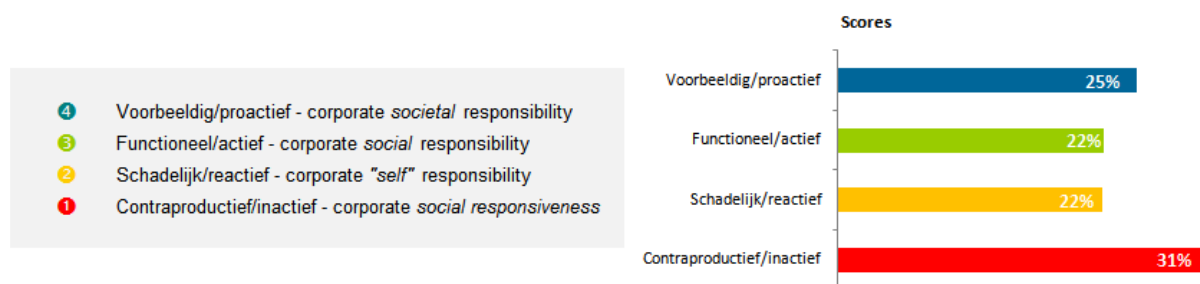 4 Voorbeeldig/proactief - corporate societal responsibility
3 Functioneel/actief - corporate social responsibility
2 Schadelijk/reactief - corporate "self" responsibility
1 Contraproductief/inactief - corporate social responsiveness
Scores
Voorbeeldig/proactief 25%
Functioneel/actief 22%
Schadelijk/reactief 22%
Contraproductief/inactief 31%